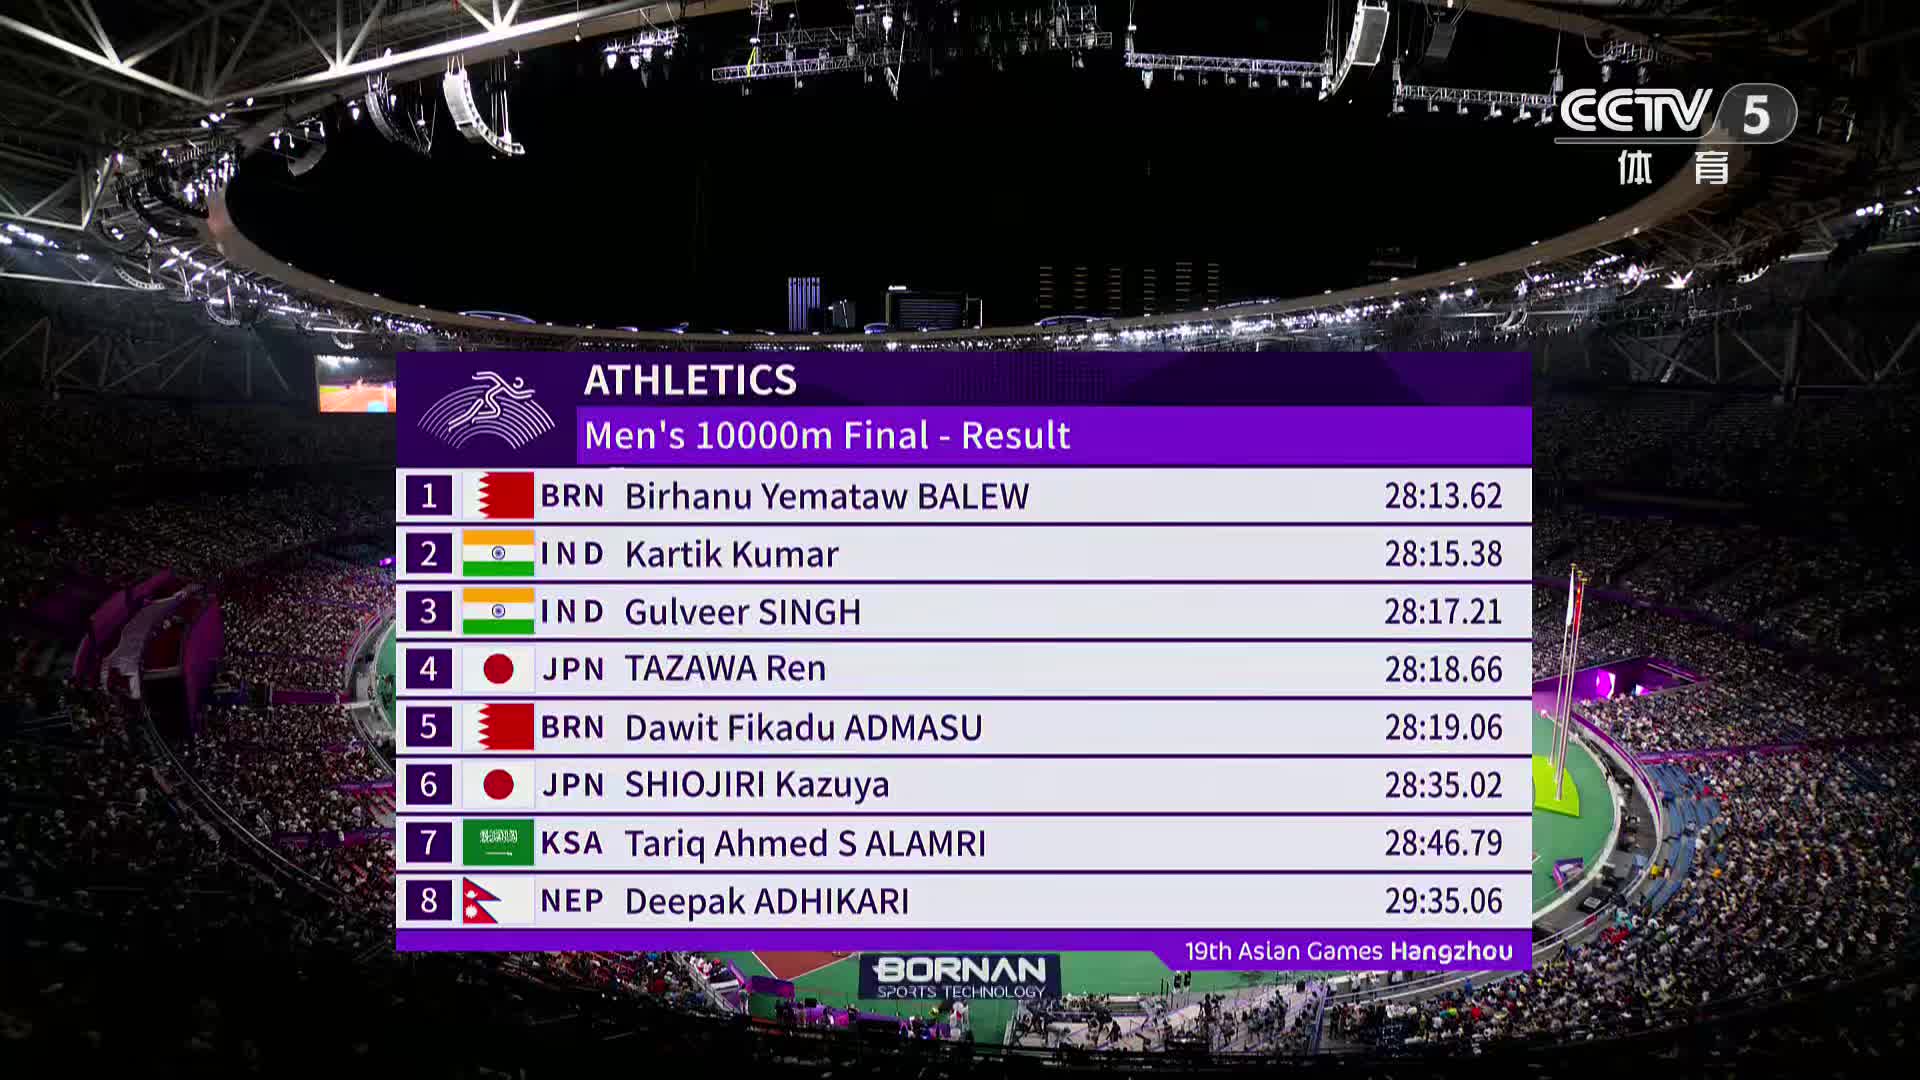 CCTV 5
体育
ATHLETICS
Men's 10000m Final - Result
1 BRN Birhanu Yemataw BALEW 28:13.62
2 IND Kartik Kumar 28:15.38
3 IND Gulveer SINGH 28:17.21
4 JPN TAZAWA Ren 28:18.66
5 BRN Dawit Fikadu ADMASU 28:19.06
6 JPN SHIOJIRI Kazuya 28:35.02
7 KSA Tariq Ahmed S ALAMRI 28:46.79
8 NEP Deepak ADHIKARI 29:35.06
19th Asian Games Hangzhou
BORNAN
SPORTS TECHNOLOGY